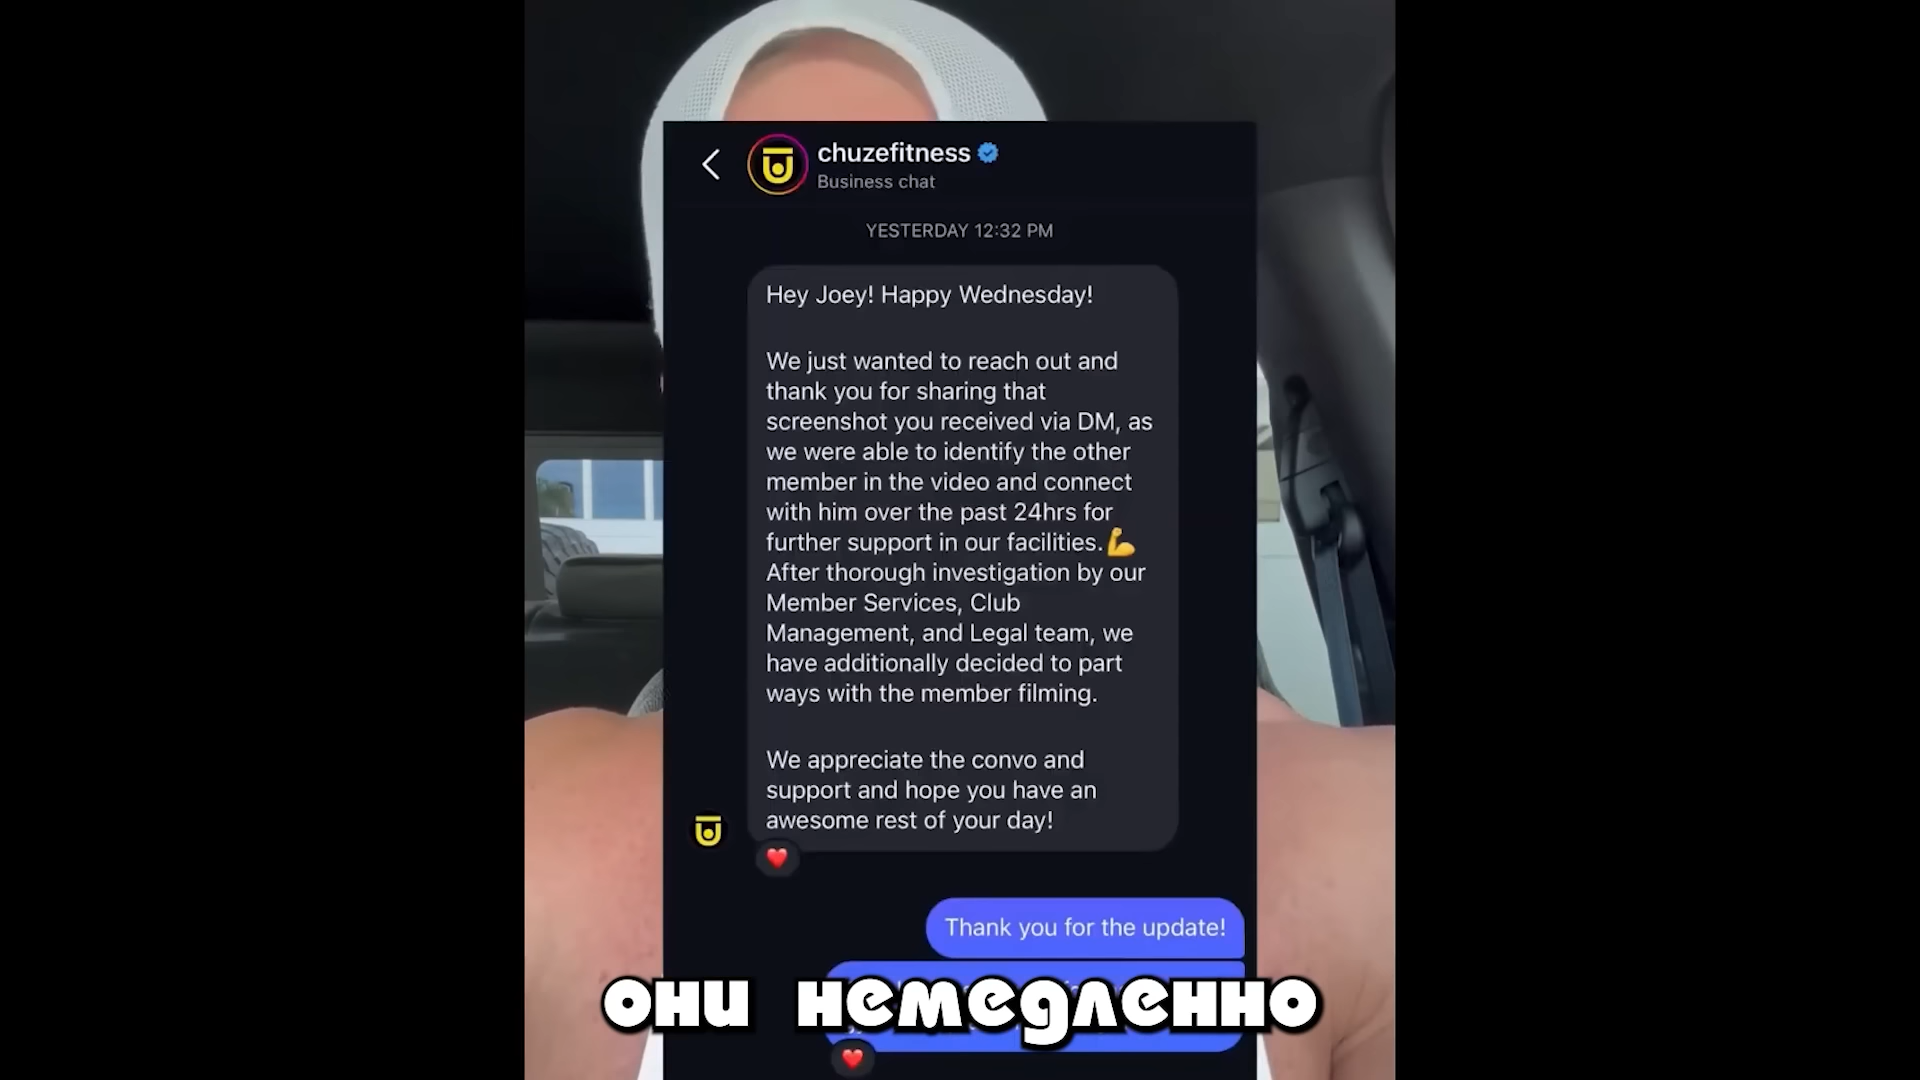 chuzefitness
Business chat
YESTERDAY 12:32 PM
Hey Joey! Happy Wednesday!
We just wanted to reach out and
thank you for sharing that
screenshot you received via DM, as
we were able to identify the other
member in the video and connect
with him over the past 24hrs for
further support in our facilities.💪
After thorough investigation by our
Member Services, Club
Management, and Legal team, we
have additionally decided to part
ways with the member filming.
We appreciate the convo and
support and hope you have an
awesome rest of your day!
Thank you for the update!
они немедленно